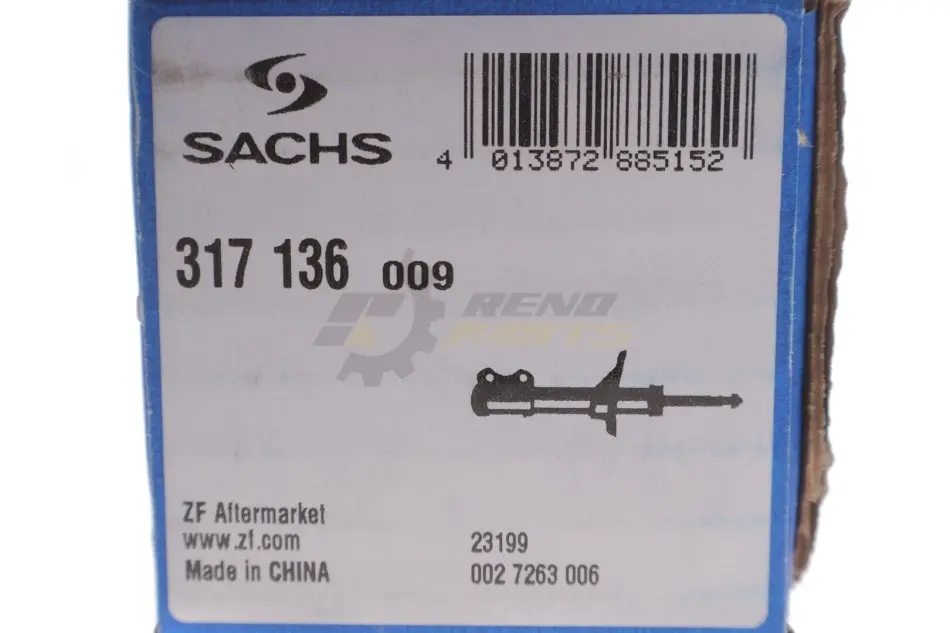 SACHS
4 013872 885152
317 136 009
RENO
PARTS
ZF Aftermarket
www.zf.com
Made in CHINA
23199
002 7263 006